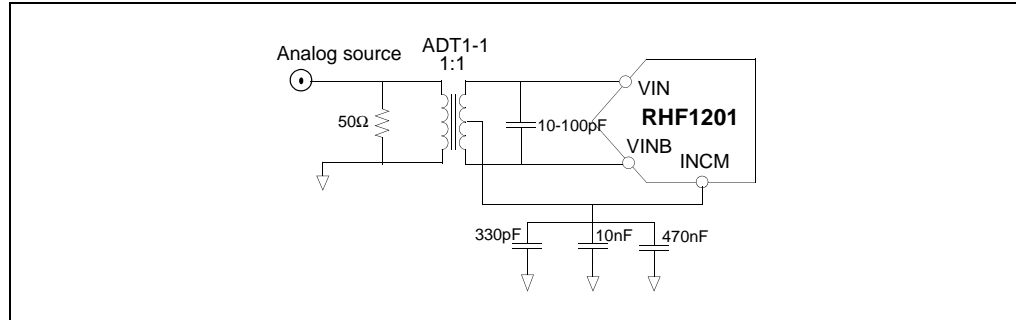 Analog source
ADT1-1
1:1
50Ω
10-100pF
VIN
RHF1201
VINB
INCM
330pF
10nF
470nF